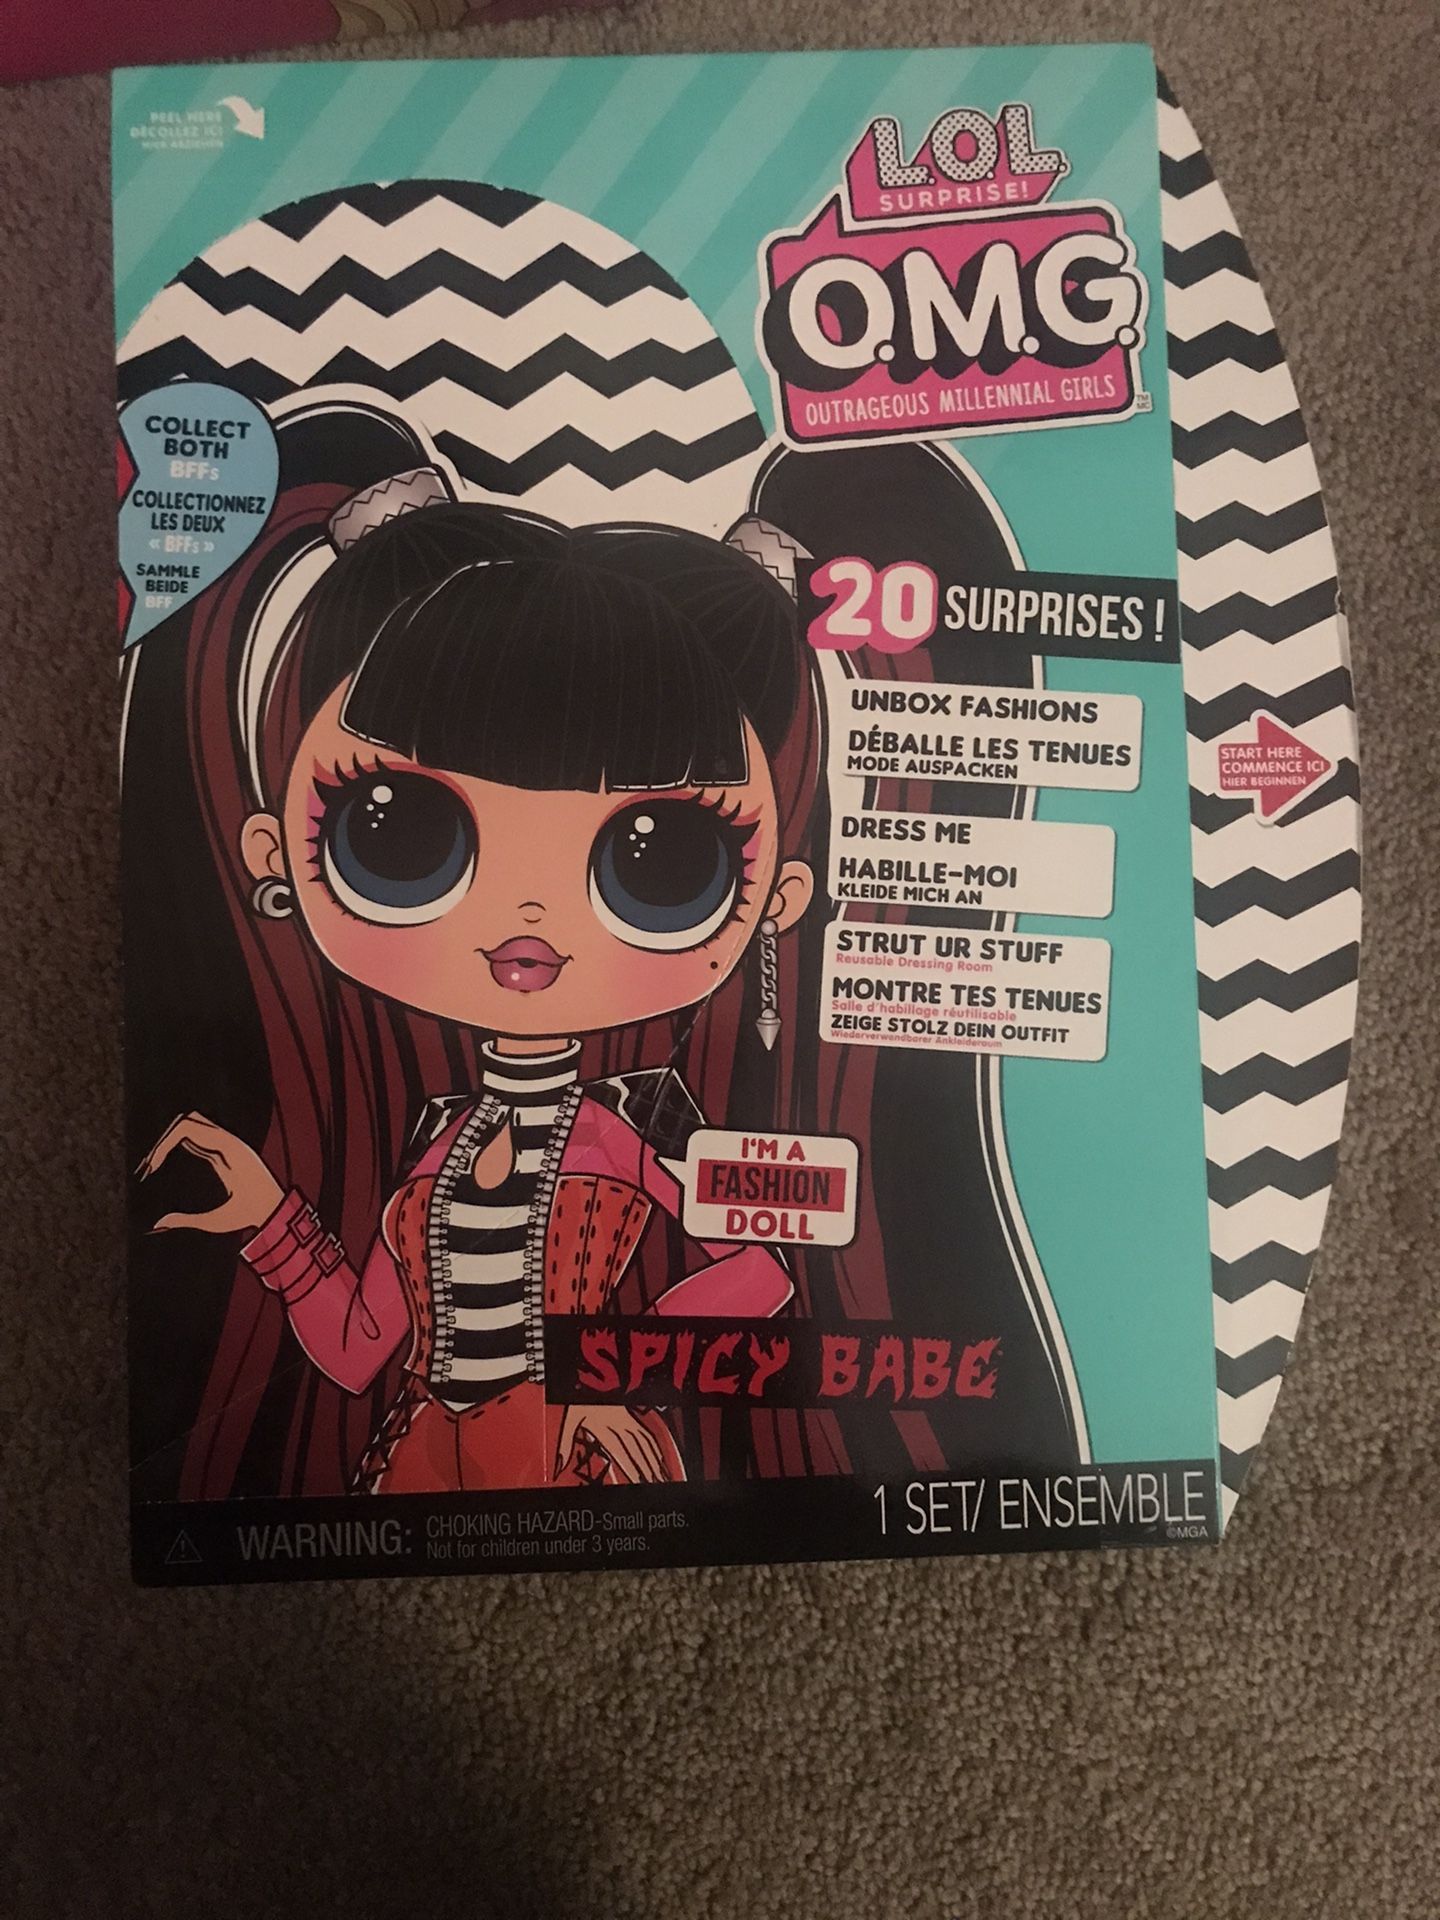 PEEL HERE
DÉCOLLEZ ICI
HIER ABZIEHEN
L.O.L.
SURPRISE!
O.M.G.
OUTRAGEOUS MILLENNIAL GIRLS
TM
MC
COLLECT
BOTH
BFFs
COLLECTIONNEZ
LES DEUX
« BFFs »
SAMMLE
BEIDE
BFF
20 SURPRISES !
UNBOX FASHIONS
DÉBALLE LES TENUES
MODE AUSPACKEN
START HERE
COMMENCE ICI
HIER BEGINNEN
DRESS ME
HABILLE-MOI
KLEIDE MICH AN
STRUT UR STUFF
Reusable Dressing Room
MONTRE TES TENUES
Salle d'habillage réutilisable
ZEIGE STOLZ DEIN OUTFIT
Wiederverwendbarer Ankleideraum
I'M A
FASHION
DOLL
SPICY BABE
1 SET/ ENSEMBLE
©MGA
WARNING: CHOKING HAZARD-Small parts.
Not for children under 3 years.